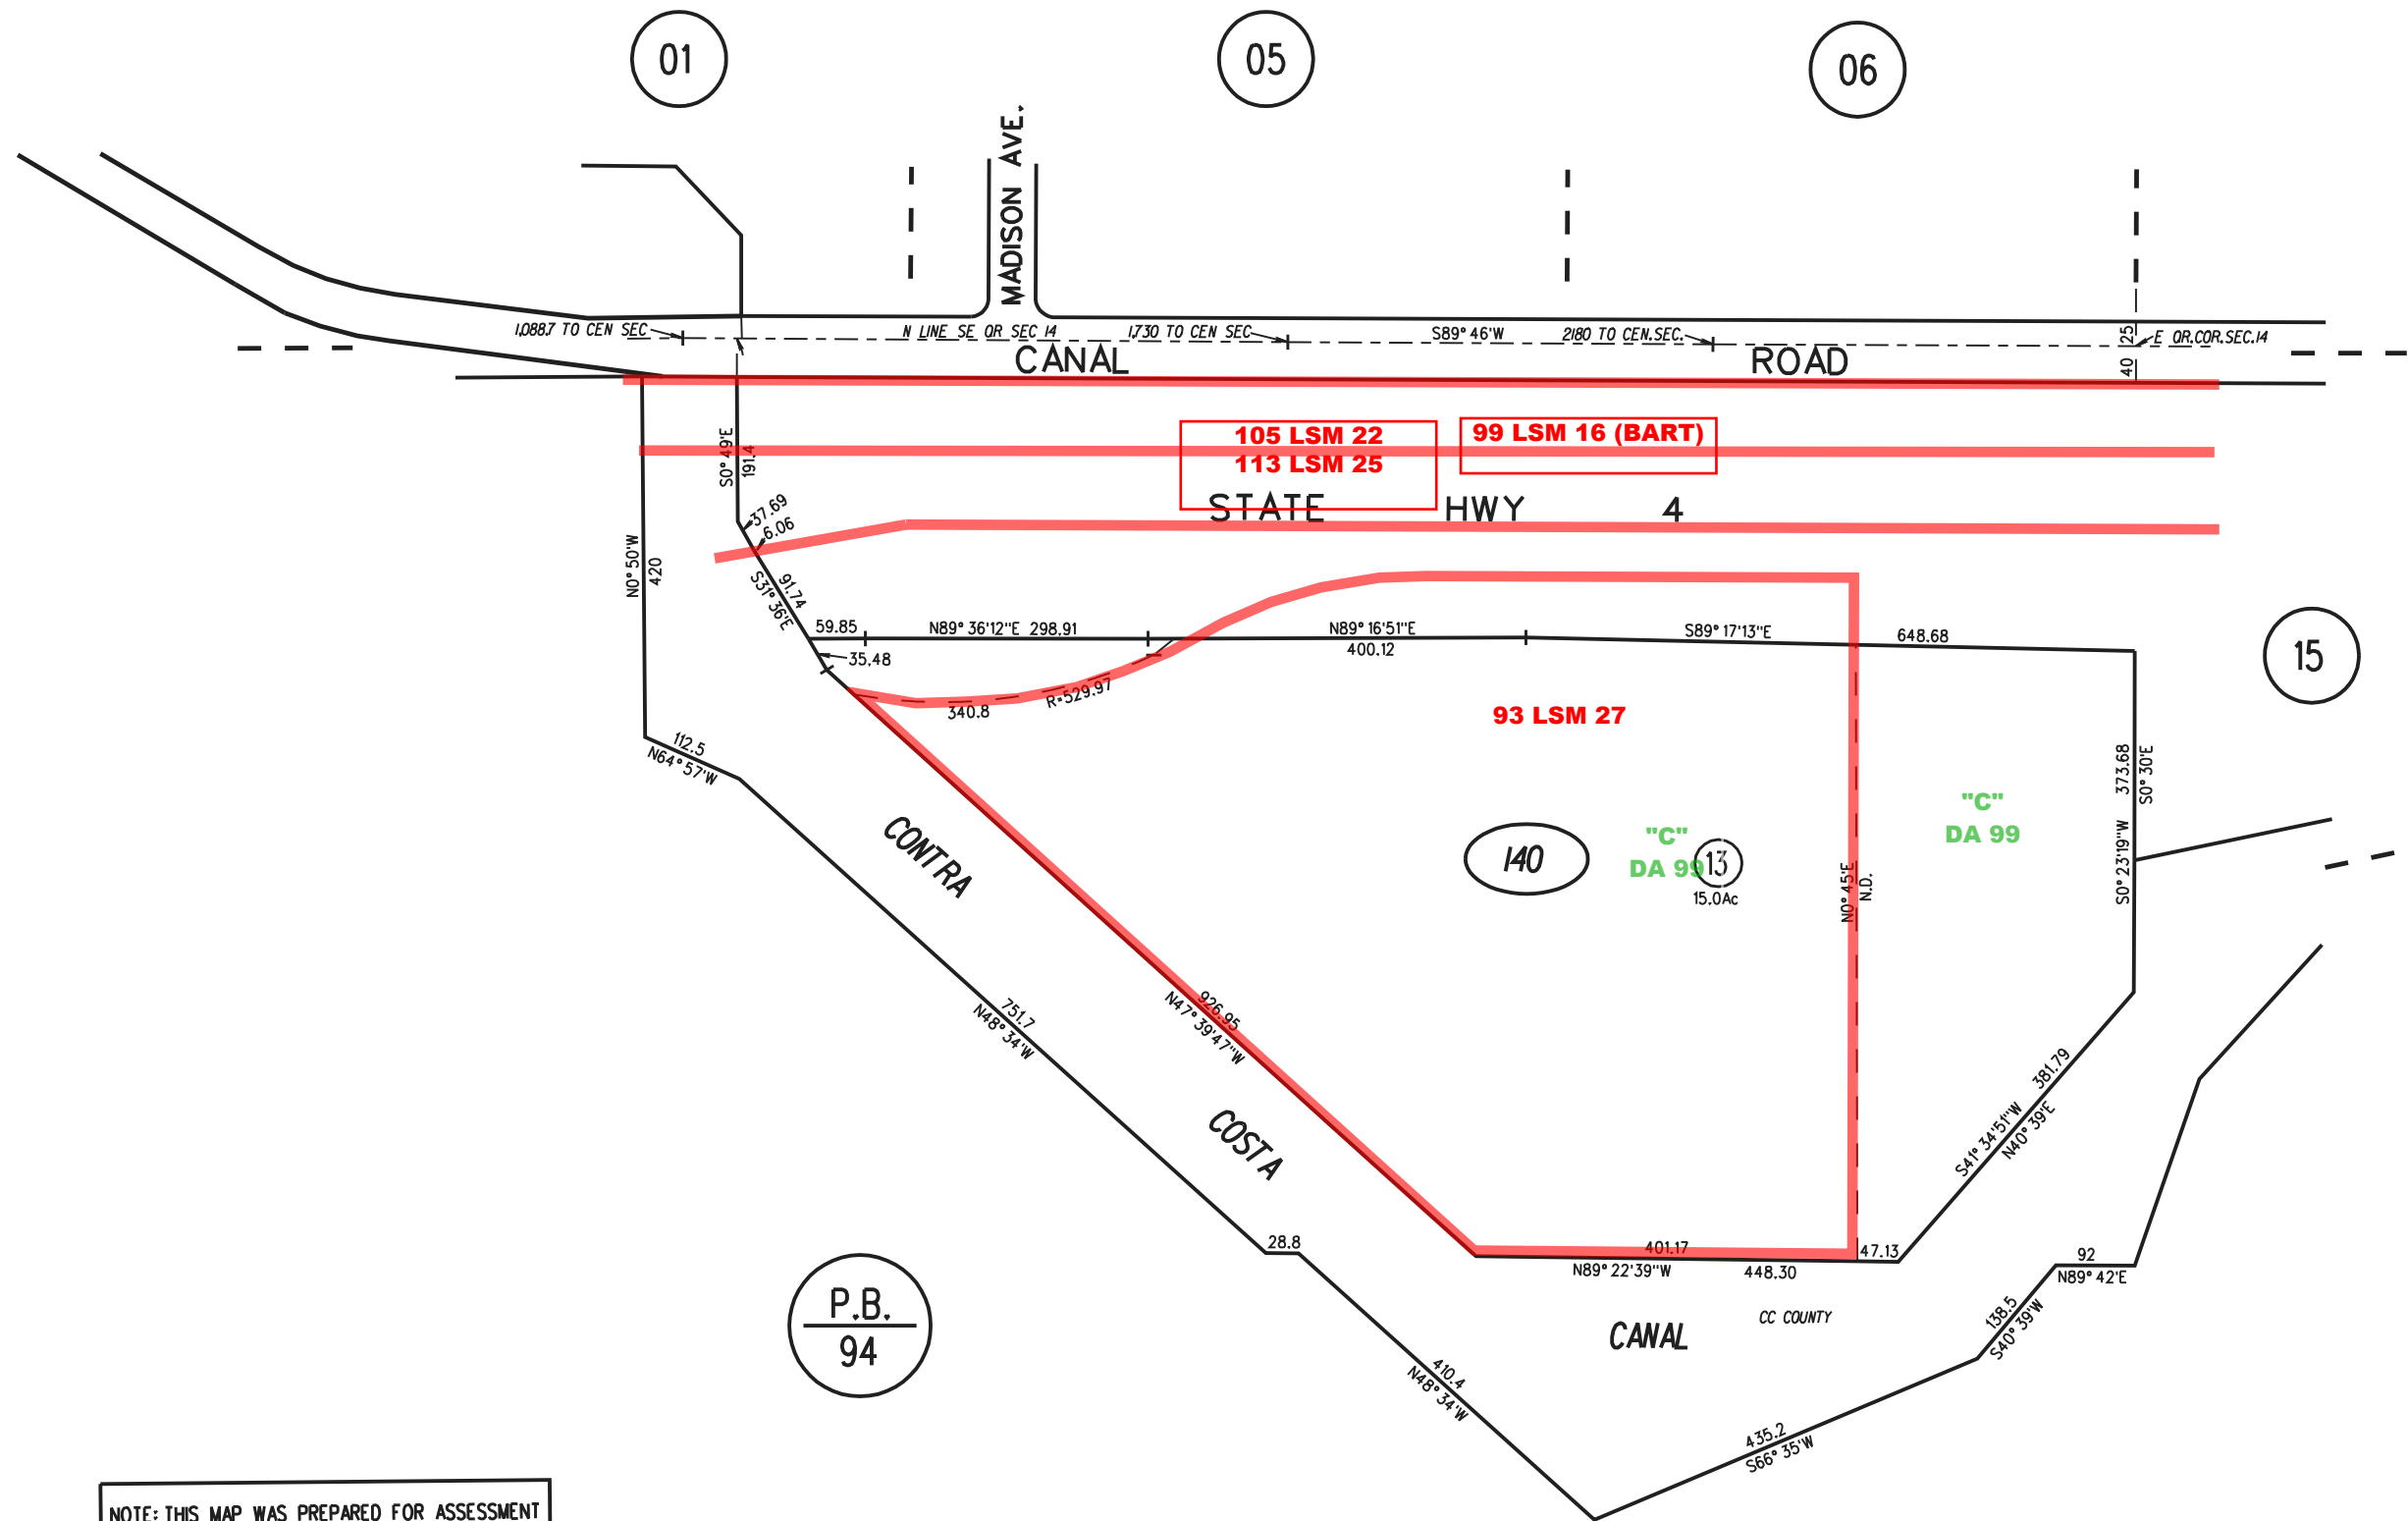 01
05
06
MADISON AVE.
1,088.7 TO CEN SEC
N LINE SE QR SEC 14
1,730 TO CEN SEC
S89° 46'W
2180 TO CEN.SEC.
25
E QR.COR.SEC.14
CANAL
ROAD
40
105 LSM 22
99 LSM 16 (BART)
113 LSM 25
S0° 49'E
191.4
STATE HWY 4
37.69
6.06
N0° 50'W
420
91.74
S31° 36'E
59.85
N89° 36'12"E 298.91
N89° 16'51"E
400.12
S89° 17'13"E
648.68
15
35.48
340.8
R=529.97
93 LSM 27
112.5
N64° 57'W
373.68
S0° 30'E
S0° 23'19"W
"C"
DA 99
"C"
DA 99
140
13
15.0Ac
N0° 45'E
N.D.
CONTRA
751.7
N48° 34'W
926.95
N47° 39'47"W
COSTA
381.79
S41° 34'51"W
N40° 39'E
28.8
401.17
47.13
N89° 22'39"W
448.30
92
N89° 42'E
CC COUNTY
CANAL
138.5
S40° 39'W
P.B.
94
410.4
N48° 34'W
435.2
S66° 35'W
NOTE: THIS MAP WAS PREPARED FOR ASSESSMENT